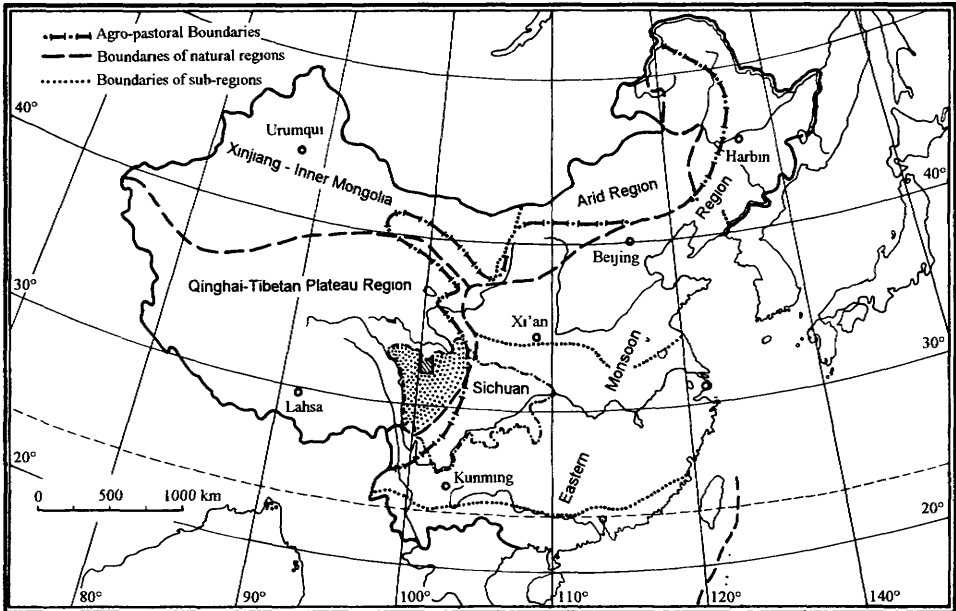 Agro-pastoral Boundaries
Boundaries of natural regions
Boundaries of sub-regions
40°
Urumqui
Xinjiang - Inner Mongolia
Arid Region
Harbin
40°
Region
Beijing
30°
Qinghai-Tibetan Plateau Region
Xi'an
Monsoon
30°
Sichuan
Lahsa
20°
Kunming
Eastern
0 500 1000 km
20°
80° 90° 100° 110° 120° 140°